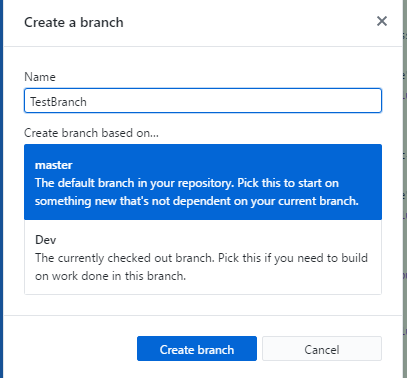 Create a branch
Name
TestBranch
Create branch based on...
master
The default branch in your repository. Pick this to start on
something new that's not dependent on your current branch.
Dev
The currently checked out branch. Pick this if you need to build
on work done in this branch.
Create branch
Cancel